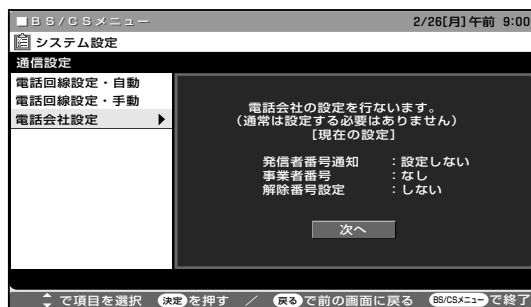 BS/CSメニュー 2/26[月]午前 9:00
システム設定
通信設定
電話回線設定・自動
電話回線設定・手動
電話会社設定
電話会社の設定を行ないます。
（通常は設定する必要はありません）
［現在の設定］
発信者番号通知 ：設定しない
事業者番号 ：なし
解除番号設定 ：しない
次へ
で項目を選択 決定を押す ／ 戻るで前の画面に戻る BS/CSメニューで終了